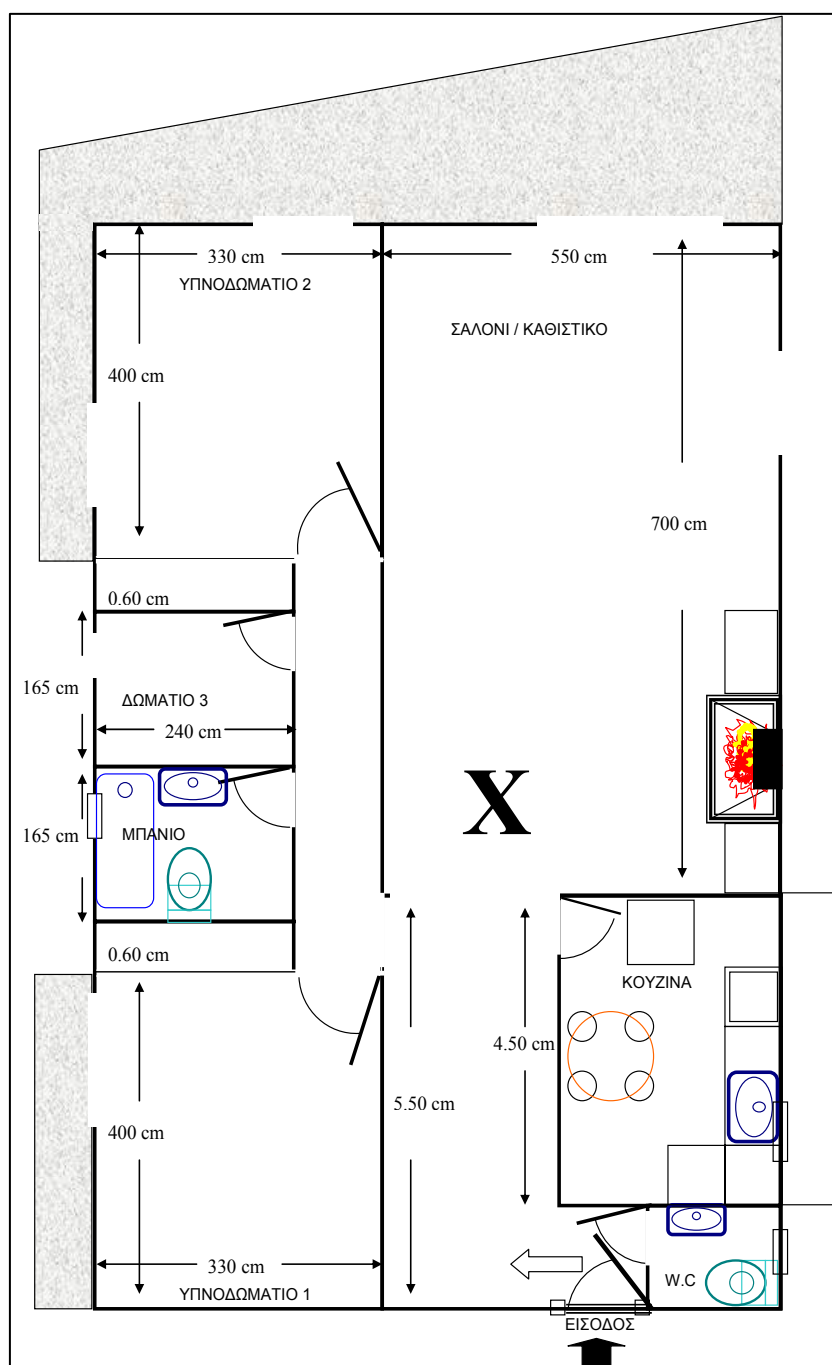 330 cm
550 cm
ΥΠΝΟΔΩΜΑΤΙΟ 2
ΣΑΛΟΝΙ / ΚΑΘΙΣΤΙΚΟ
400 cm
700 cm
0.60 cm
165 cm
ΔΩΜΑΤΙΟ 3
240 cm
X
165 cm
ΜΠΑΝΙΟ
0.60 cm
ΚΟΥΖΙΝΑ
4.50 cm
5.50 cm
400 cm
330 cm
ΥΠΝΟΔΩΜΑΤΙΟ 1
W.C
ΕΙΣΟΔΟΣ